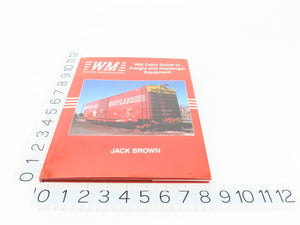 WM
WM Color Guide to
Freight and Passenger
Equipment
MARYLAND
JACK BROWN
12
11
10
9
8
7
6
5
4
3
2
1
0
0 1 2 3 4 5 6 7 8 9 10 11 12